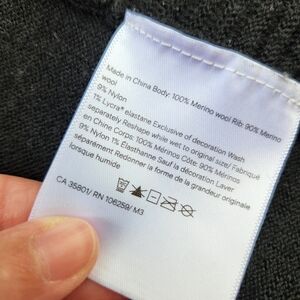 Made in China Body: 100% Merino wool Rib: 90% Merino
wool
9% Nylon
1% Lycra® elastane Exclusive of decoration Wash
separately Reshape while wet to original size/ Fabriqué
en Chine Corps: 100% Mérinos Côte: 90% Mérinos
9% Nylon 1% Élasthanne Sauf la décoration Laver
séparément Redonner la forme de la grandeur originale
lorsque humide
CA 35801/ RN 106259/ M3